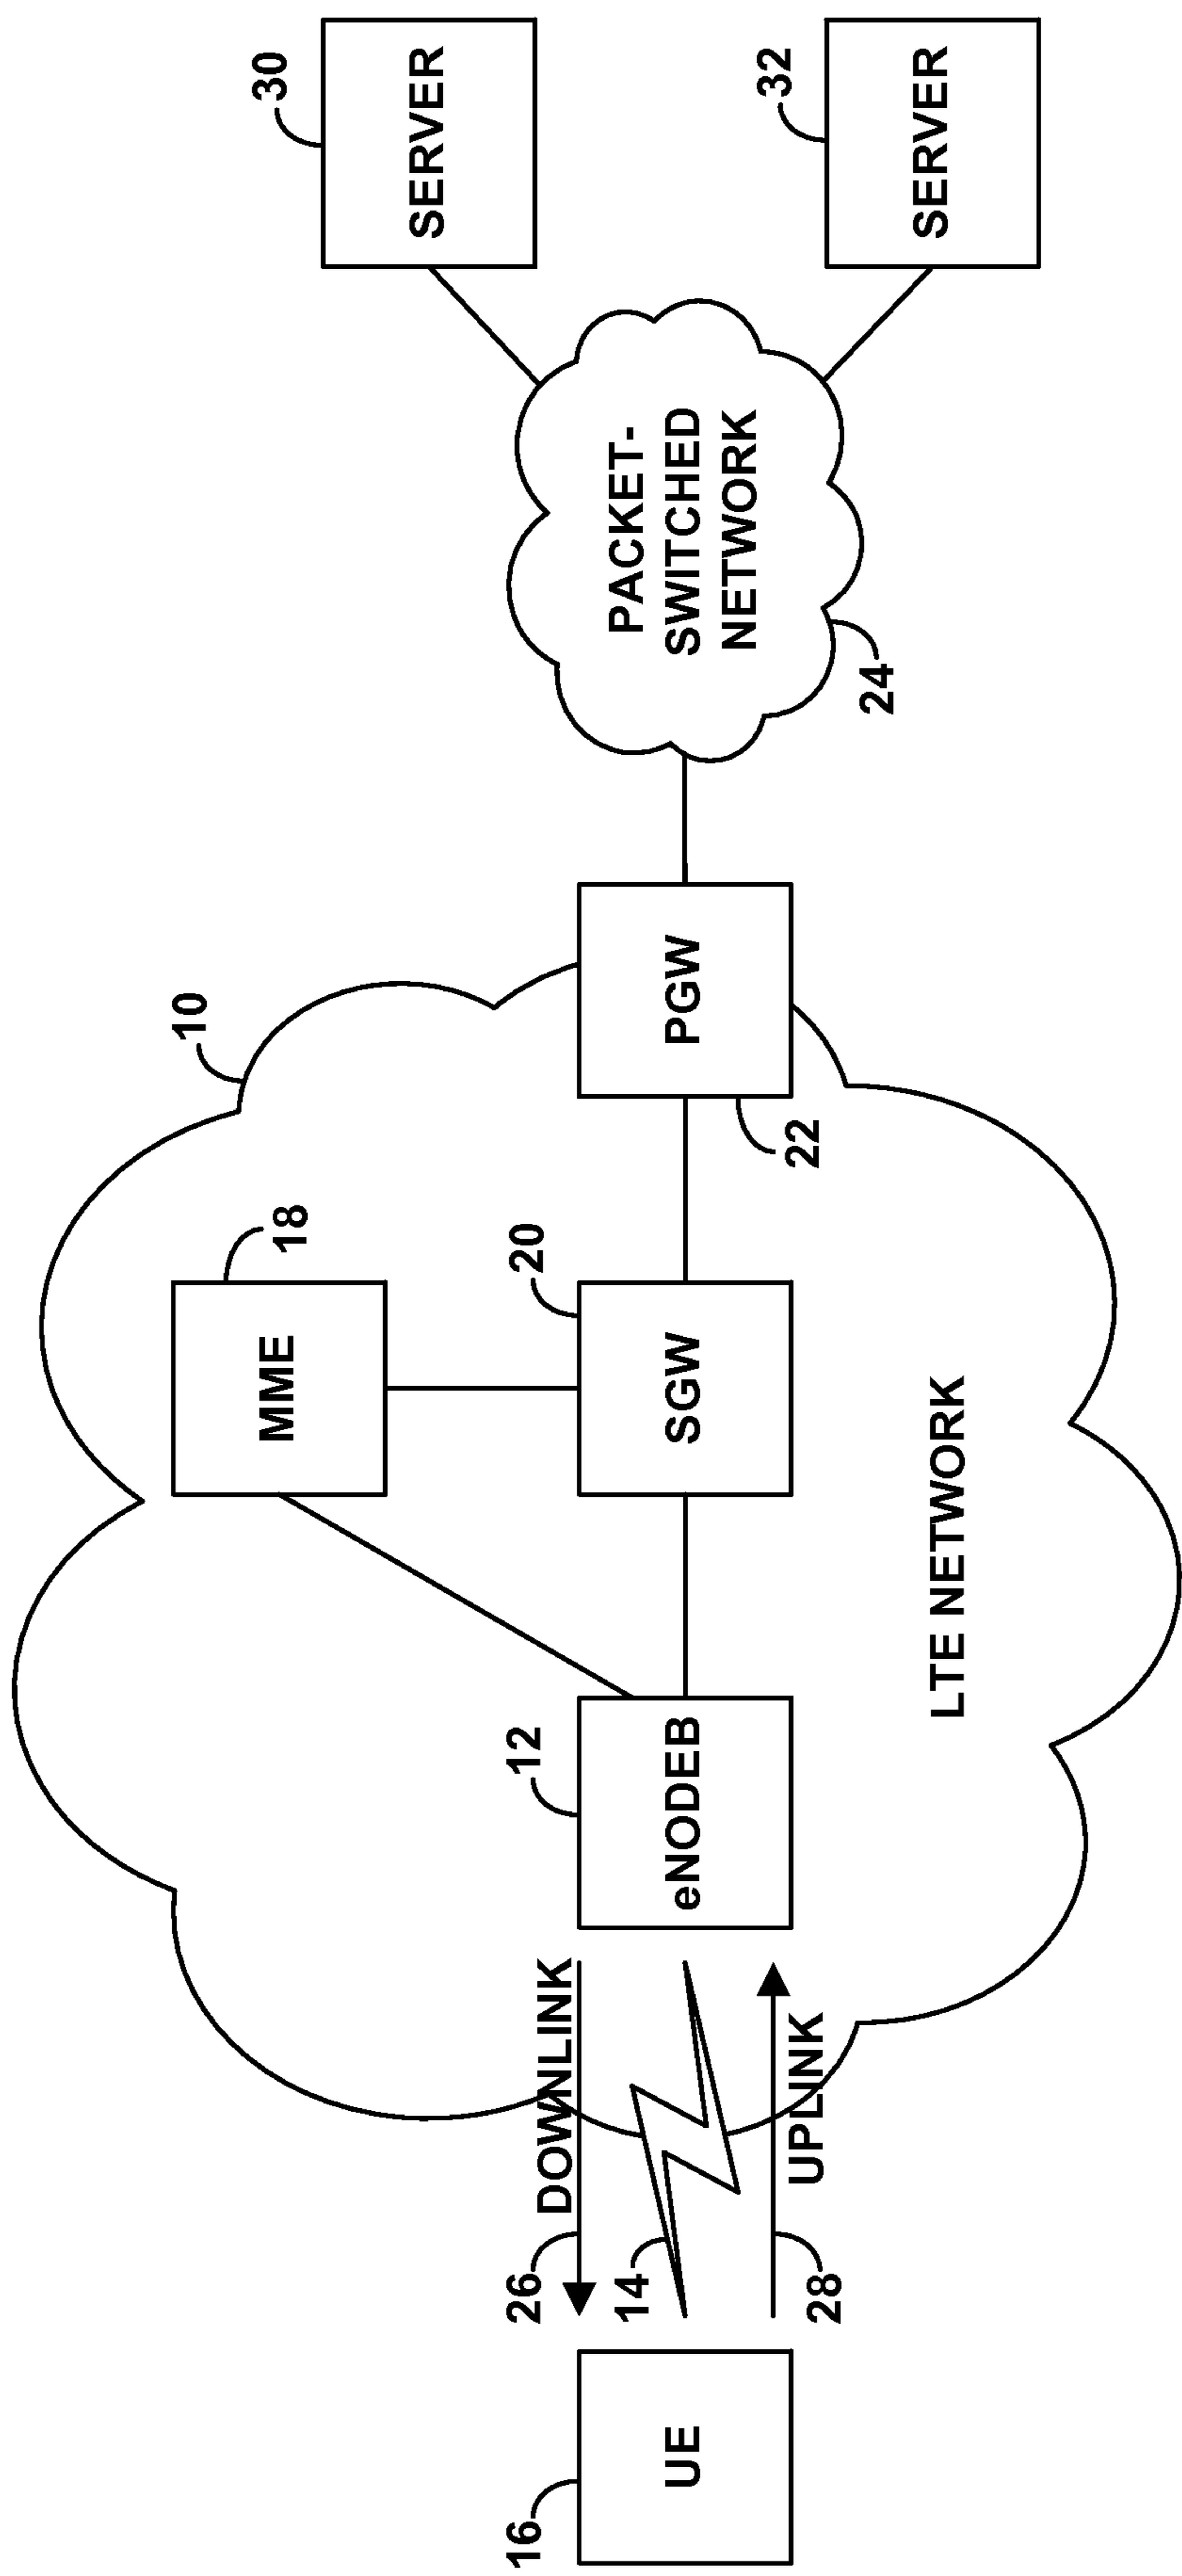 10
MME
18
30
SERVER
DOWNLINK
26
14
28
UPLINK
16
UE
12
eNODEB
20
SGW
PGW
22
PACKET-
SWITCHED
NETWORK
24
32
SERVER
LTE NETWORK